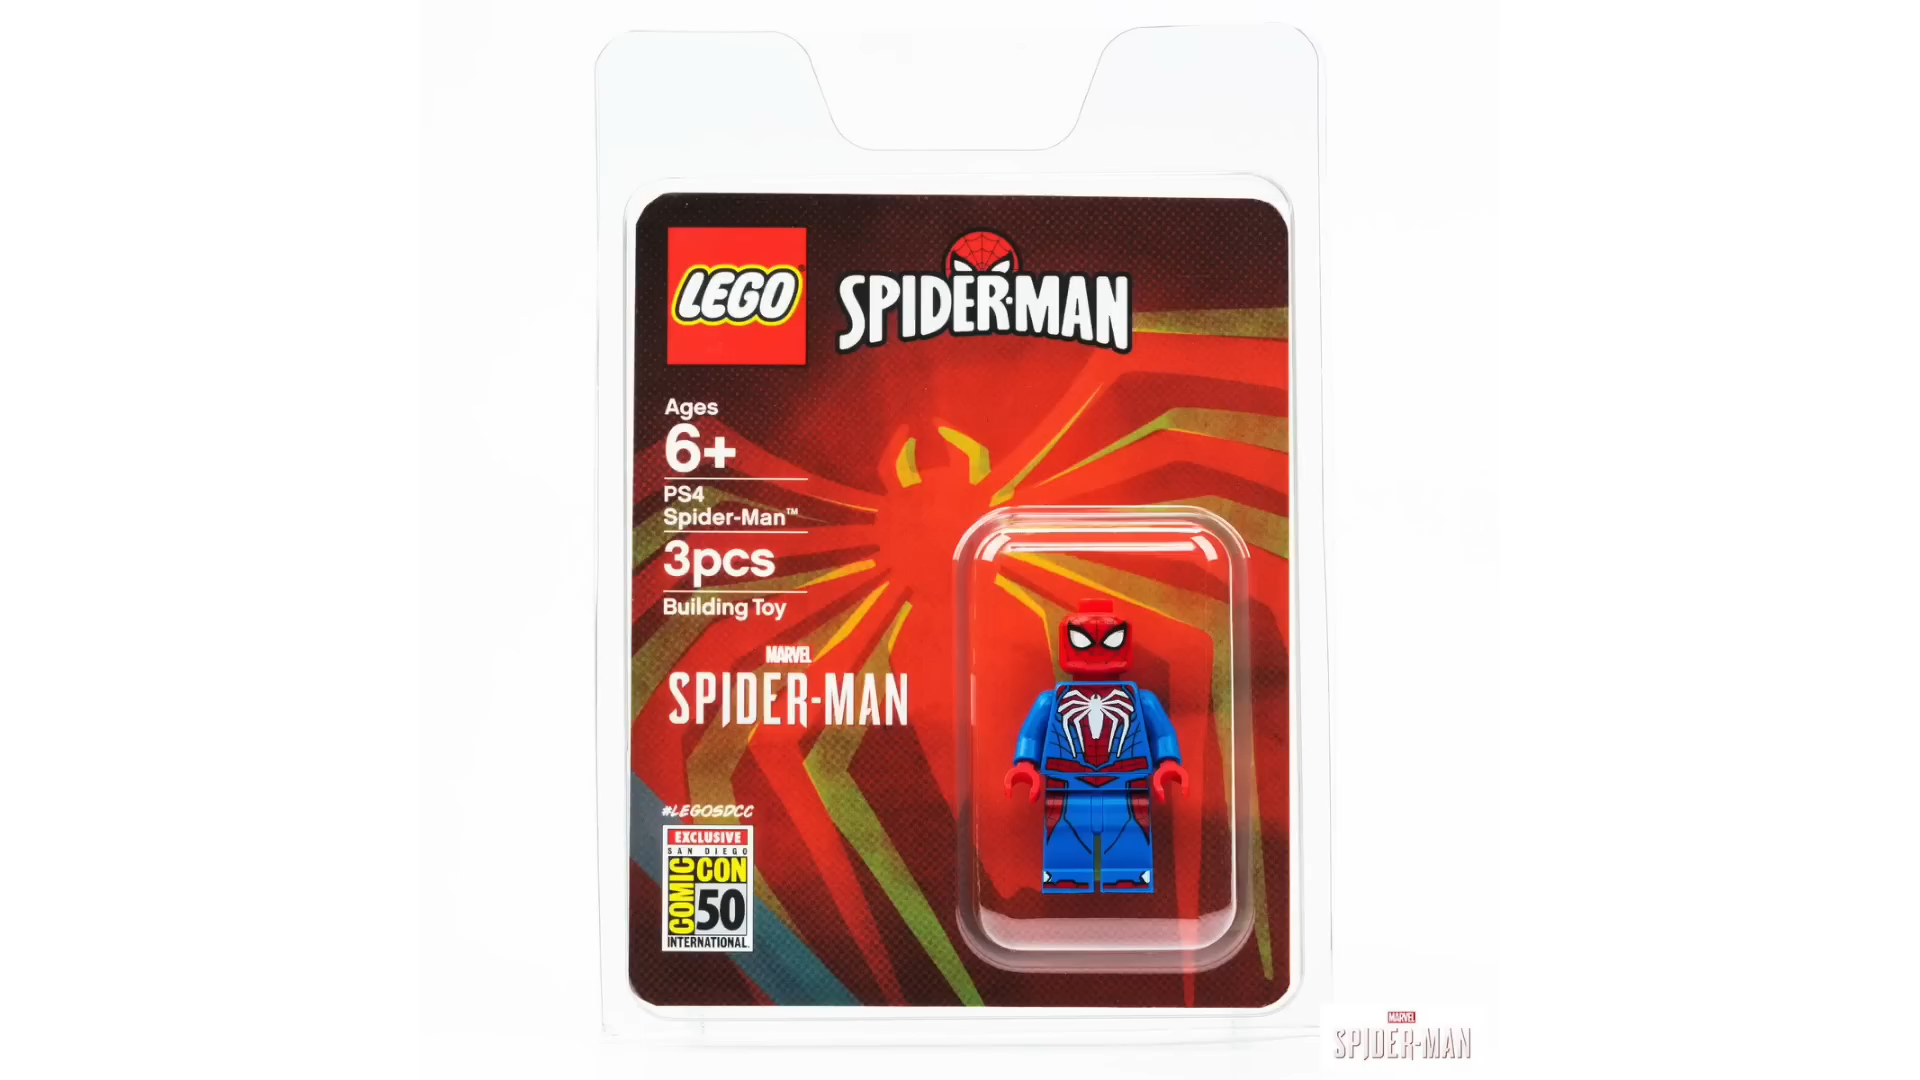 LEGO®
SPIDER·MAN
Ages
6+
PS4
Spider-Man™
3pcs
Building Toy
MARVEL
SPIDER-MAN
#LEGOSDCC
EXCLUSIVE
SAN DIEGO
COMIC CON
50
INTERNATIONAL
MARVEL
SPIDER-MAN